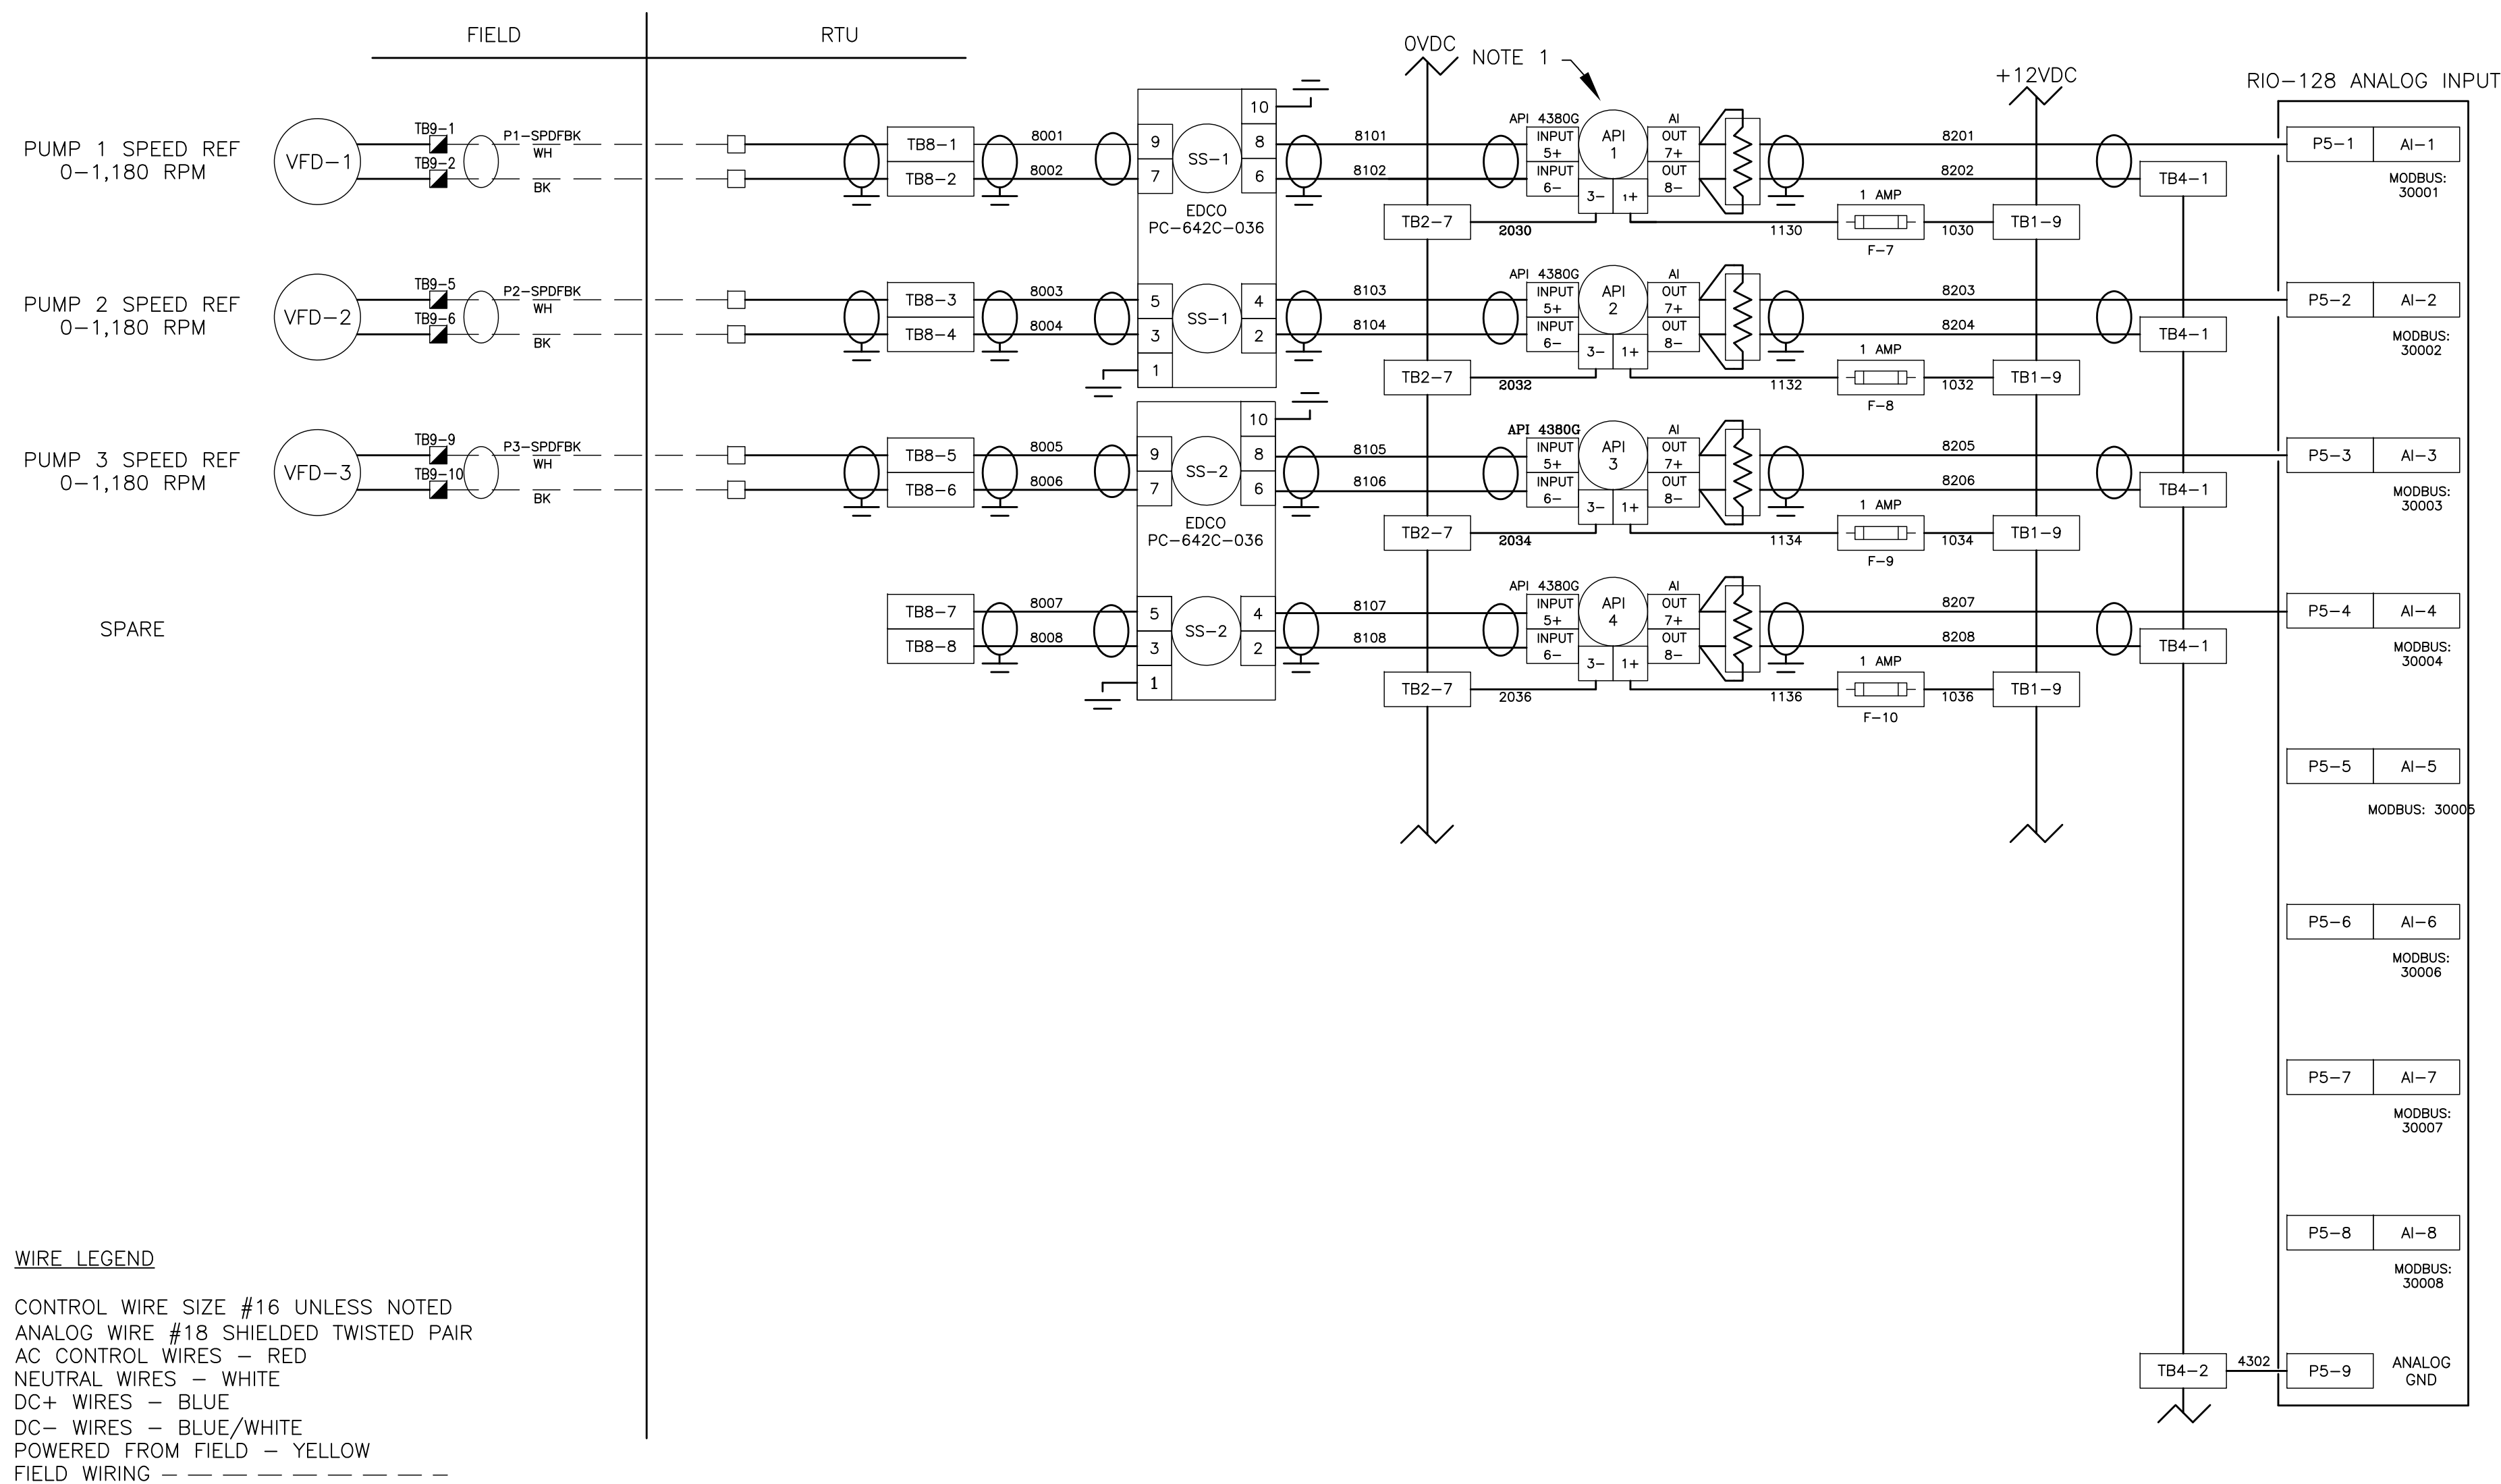 FIELD
RTU
0VDC
NOTE 1
+12VDC
RIO-128 ANALOG INPUT
PUMP 1 SPEED REF
0-1,180 RPM
VFD-1
TB9-1
TB9-2
P1-SPDFBK
WH
BK
TB8-1
TB8-2
8001
8002
10
9
8
7
6
SS-1
EDCO
PC-642C-036
8101
8102
API 4380G
INPUT
5+
INPUT
6-
API
1
3-
1+
AI
OUT
7+
OUT
8-
TB2-7
2030
1130
1 AMP
F-7
1030
TB1-9
8201
8202
TB4-1
P5-1
AI-1
MODBUS:
30001
PUMP 2 SPEED REF
0-1,180 RPM
VFD-2
TB9-5
TB9-6
P2-SPDFBK
WH
BK
TB8-3
TB8-4
8003
8004
5
4
3
2
1
SS-1
8103
8104
API 4380G
INPUT
5+
INPUT
6-
API
2
3-
1+
AI
OUT
7+
OUT
8-
TB2-7
2032
1132
1 AMP
F-8
1032
TB1-9
8203
8204
TB4-1
P5-2
AI-2
MODBUS:
30002
PUMP 3 SPEED REF
0-1,180 RPM
VFD-3
TB9-9
TB9-10
P3-SPDFBK
WH
BK
TB8-5
TB8-6
8005
8006
10
9
8
7
6
SS-2
EDCO
PC-642C-036
8105
8106
API 4380G
INPUT
5+
INPUT
6-
API
3
3-
1+
AI
OUT
7+
OUT
8-
TB2-7
2034
1134
1 AMP
F-9
1034
TB1-9
8205
8206
TB4-1
P5-3
AI-3
MODBUS:
30003
SPARE
TB8-7
TB8-8
8007
8008
5
4
3
2
1
SS-2
8107
8108
API 4380G
INPUT
5+
INPUT
6-
API
4
3-
1+
AI
OUT
7+
OUT
8-
TB2-7
2036
1136
1 AMP
F-10
1036
TB1-9
8207
8208
TB4-1
P5-4
AI-4
MODBUS:
30004
P5-5
AI-5
MODBUS: 30005
P5-6
AI-6
MODBUS:
30006
P5-7
AI-7
MODBUS:
30007
P5-8
AI-8
MODBUS:
30008
TB4-2
4302
P5-9
ANALOG
GND
WIRE LEGEND
CONTROL WIRE SIZE #16 UNLESS NOTED
ANALOG WIRE #18 SHIELDED TWISTED PAIR
AC CONTROL WIRES - RED
NEUTRAL WIRES - WHITE
DC+ WIRES - BLUE
DC- WIRES - BLUE/WHITE
POWERED FROM FIELD - YELLOW
FIELD WIRING - - - - - - - - -